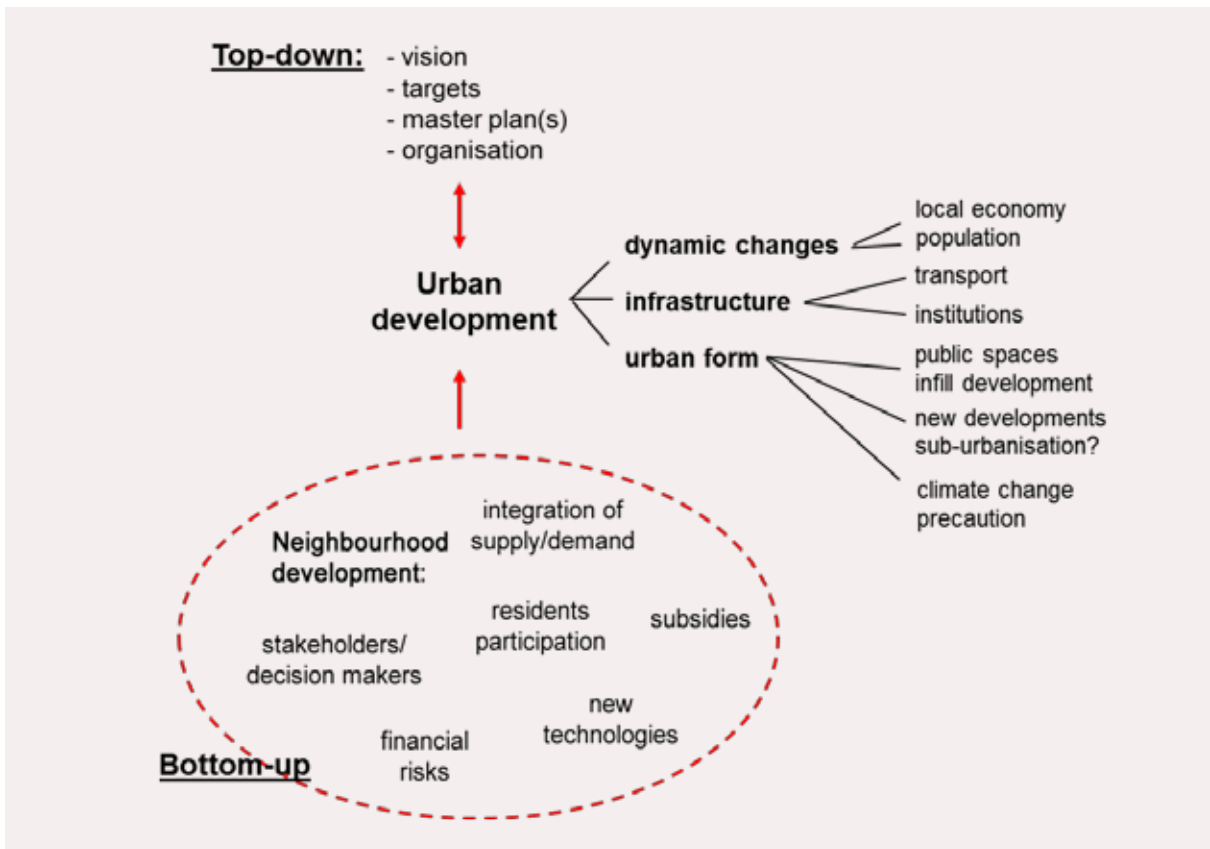 Top-down: - vision
- targets
- master plan(s)
- organisation
Urban
development
dynamic changes
infrastructure
urban form
local economy
population
transport
institutions
public spaces
infill development
new developments
sub-urbanisation?
climate change
precaution
Neighbourhood
development:
integration of
supply/demand
residents
participation
subsidies
stakeholders/
decision makers
new
technologies
financial
risks
Bottom-up